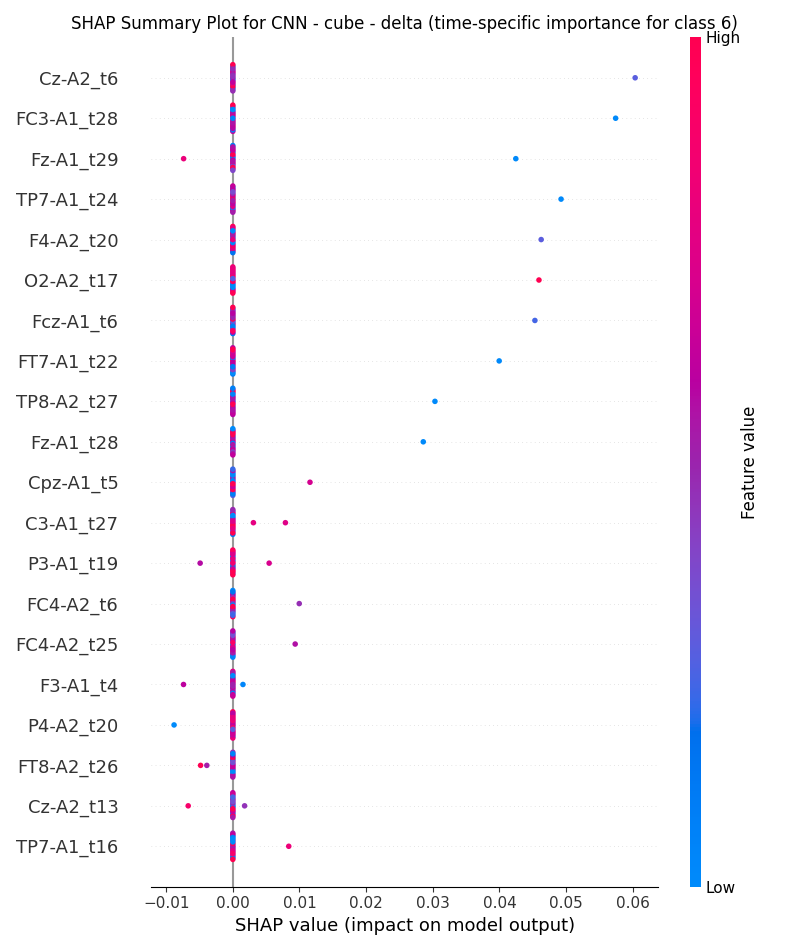 SHAP Summary Plot for CNN - cube - delta (time-specific importance for class 6)
High
Cz-A2_t6
FC3-A1_t28
Fz-A1_t29
TP7-A1_t24
F4-A2_t20
O2-A2_t17
Fcz-A1_t6
FT7-A1_t22
TP8-A2_t27
Fz-A1_t28
Cpz-A1_t5
C3-A1_t27
P3-A1_t19
FC4-A2_t6
FC4-A2_t25
F3-A1_t4
P4-A2_t20
FT8-A2_t26
Cz-A2_t13
TP7-A1_t16
Feature value
Low
−0.01 0.00 0.01 0.02 0.03 0.04 0.05 0.06
SHAP value (impact on model output)